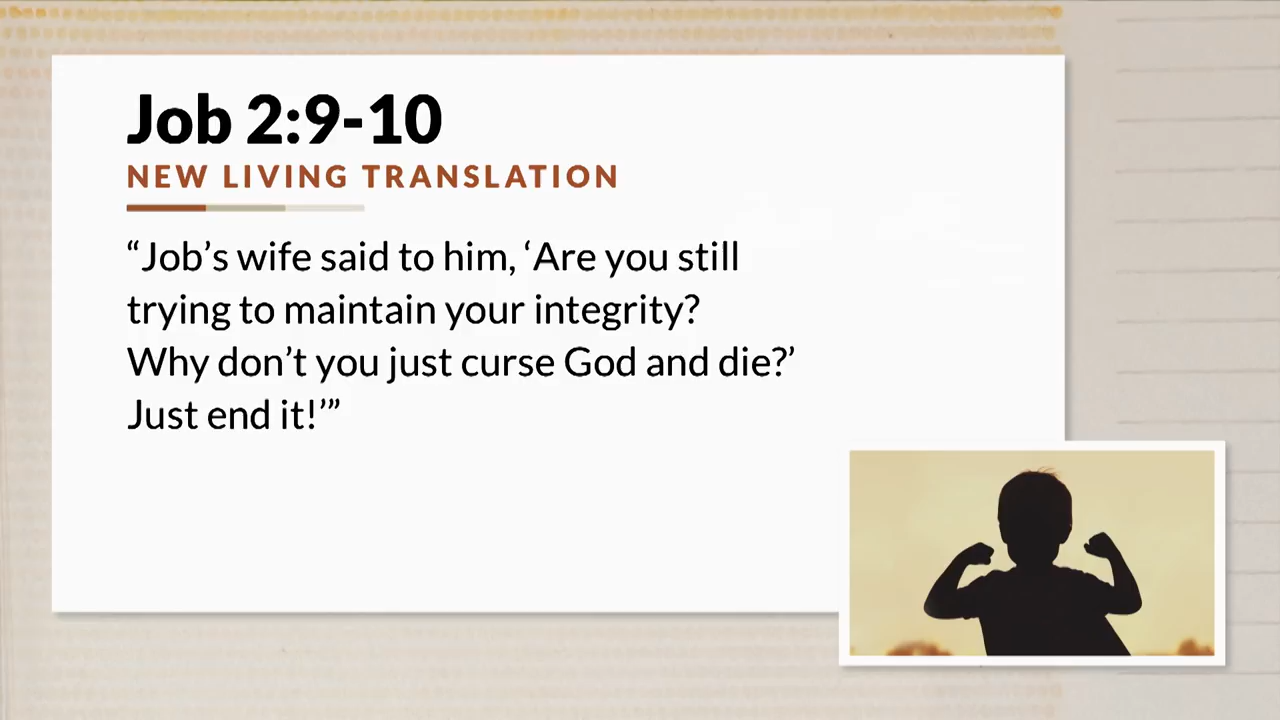 Job 2:9-10
NEW LIVING TRANSLATION
“Job’s wife said to him, ‘Are you still
trying to maintain your integrity?
Why don’t you just curse God and die?’
Just end it!’”